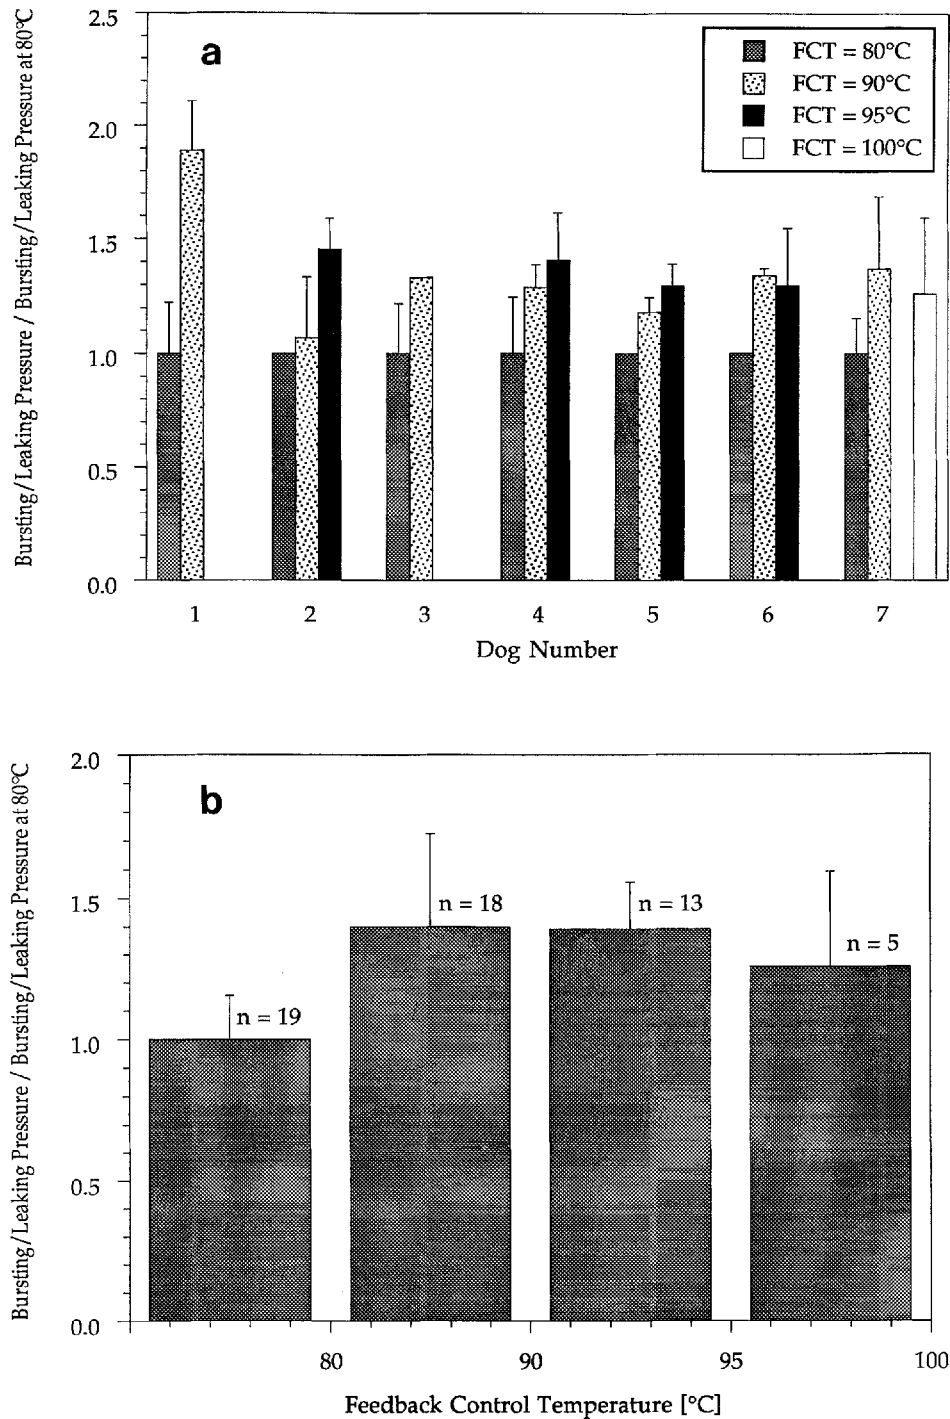 a
Bursting/Leaking Pressure / Bursting/Leaking Pressure at 80°C
2.5
2.0
1.5
1.0
0.5
0.0
FCT = 80°C
FCT = 90°C
FCT = 95°C
FCT = 100°C
1 2 3 4 5 6 7
Dog Number
b
Bursting/Leaking Pressure / Bursting/Leaking Pressure at 80°C
2.0
1.5
1.0
0.5
0.0
n = 19
n = 18
n = 13
n = 5
80 90 95 100
Feedback Control Temperature [°C]